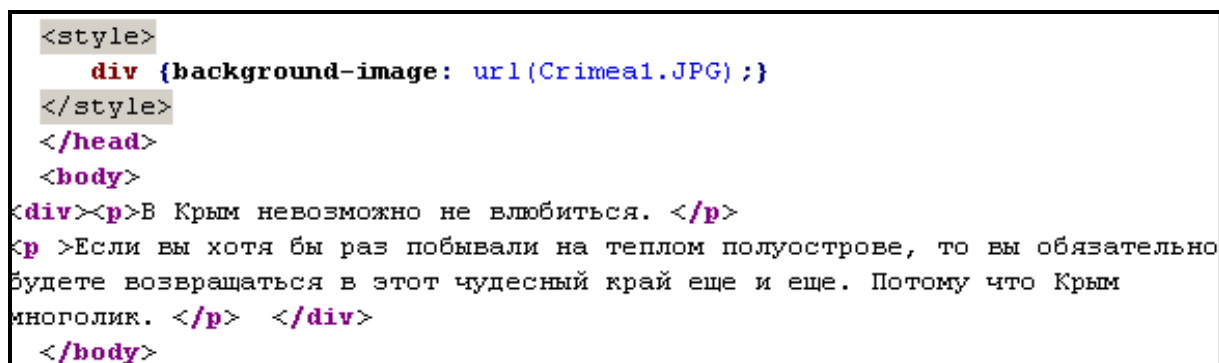 <style>
div {background-image: url(Crimea1.JPG);}
</style>
</head>
<body>
<div><p>В Крым невозможно не влюбиться. </p>
<p >Если вы хотя бы раз побывали на теплом полуострове, то вы обязательно
будете возвращаться в этот чудесный край еще и еще. Потому что Крым
многолик. </p>  </div>
</body>